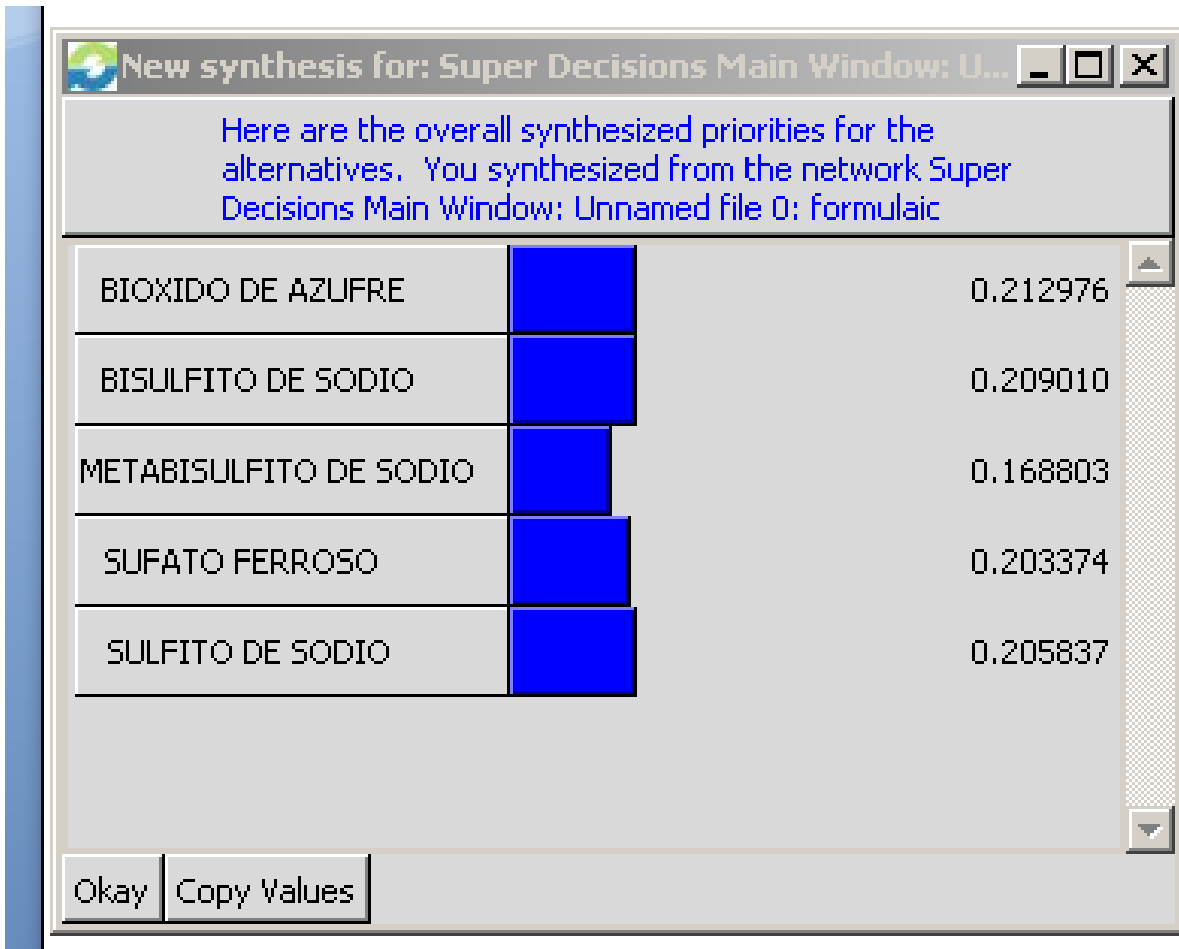 New synthesis for: Super Decisions Main Window: U...
Here are the overall synthesized priorities for the
alternatives. You synthesized from the network Super
Decisions Main Window: Unnamed file 0: formulaic
BIOXIDO DE AZUFRE 0.212976
BISULFITO DE SODIO 0.209010
METABISULFITO DE SODIO 0.168803
SUFATO FERROSO 0.203374
SULFITO DE SODIO 0.205837
Okay Copy Values